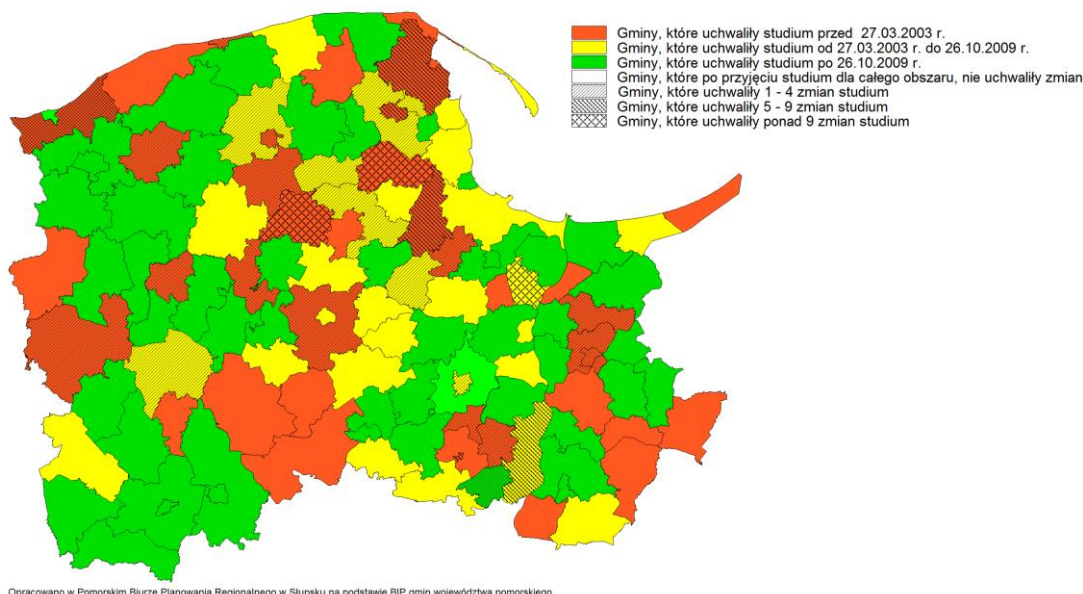 Gminy, które uchwaliły studium przed 27.03.2003 r.
Gminy, które uchwaliły studium od 27.03.2003 r. do 26.10.2009 r.
Gminy, które uchwaliły studium po 26.10.2009 r.
Gminy, które po przyjęciu studium dla całego obszaru, nie uchwaliły zmian
Gminy, które uchwaliły 1 - 4 zmian studium
Gminy, które uchwaliły 5 - 9 zmian studium
Gminy, które uchwaliły ponad 9 zmian studium
Opracowano w Pomorskim Biurze Planowania Regionalnego w Słupsku na podstawie BIP gmin województwa pomorskiego